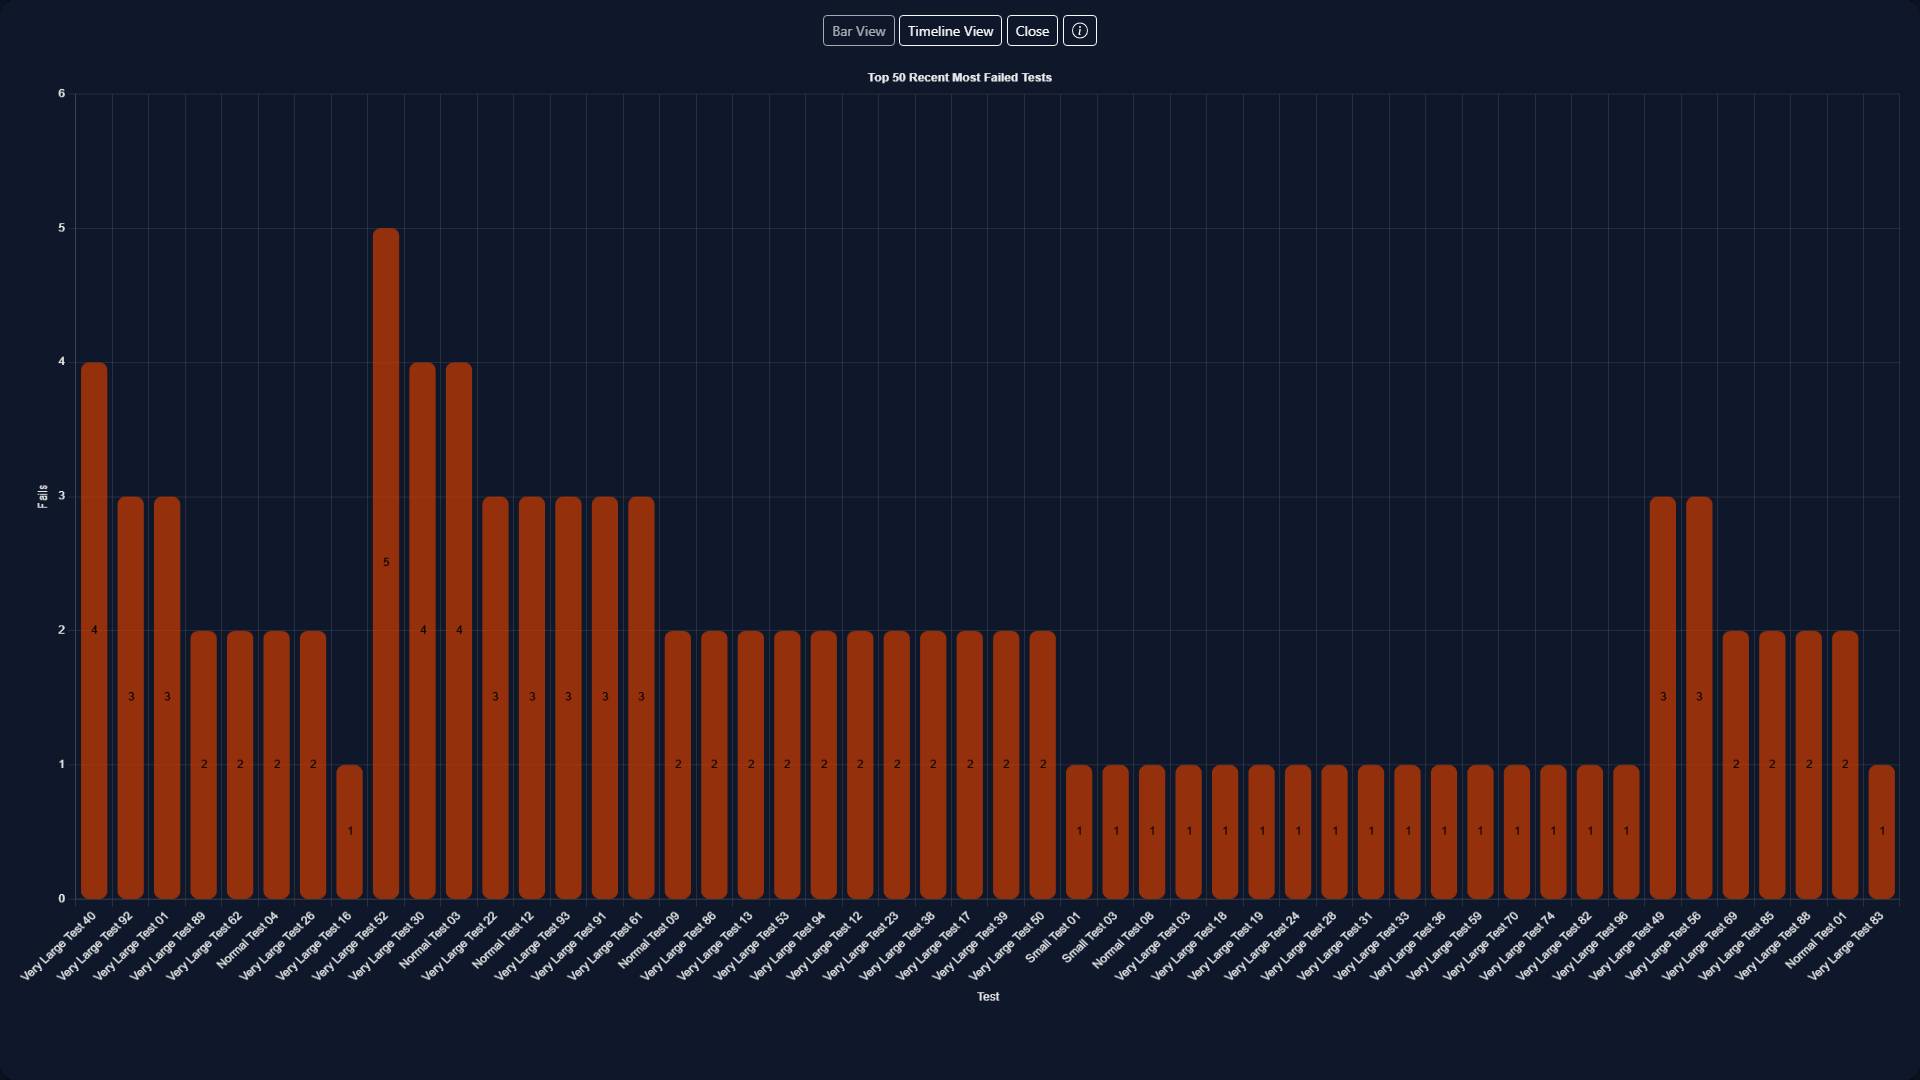 Bar View Timeline View Close
Top 50 Recent Most Failed Tests
6
5
4
3
2
1
0
Fails
4 3 3 2 2 2 2 1 5 4 4 3 3 3 3 3 2 2 2 2 2 2 2 2 2 2 2 1 1 1 1 1 1 1 1 1 1 1 1 1 1 1 1 3 3 2 2 2 2 1
Very Large Test 40
Very Large Test 92
Very Large Test 01
Very Large Test 89
Very Large Test 62
Normal Test 04
Very Large Test 26
Very Large Test 16
Very Large Test 52
Very Large Test 30
Normal Test 03
Very Large Test 22
Normal Test 12
Very Large Test 93
Very Large Test 91
Very Large Test 61
Normal Test 09
Very Large Test 86
Very Large Test 13
Very Large Test 53
Very Large Test 94
Very Large Test 12
Very Large Test 23
Very Large Test 38
Very Large Test 17
Very Large Test 39
Very Large Test 50
Small Test 01
Small Test 03
Normal Test 08
Very Large Test 03
Very Large Test 18
Very Large Test 19
Very Large Test 24
Very Large Test 28
Very Large Test 31
Very Large Test 33
Very Large Test 36
Very Large Test 59
Very Large Test 70
Very Large Test 74
Very Large Test 82
Very Large Test 96
Very Large Test 49
Very Large Test 56
Very Large Test 69
Very Large Test 85
Very Large Test 88
Normal Test 01
Very Large Test 83
Test